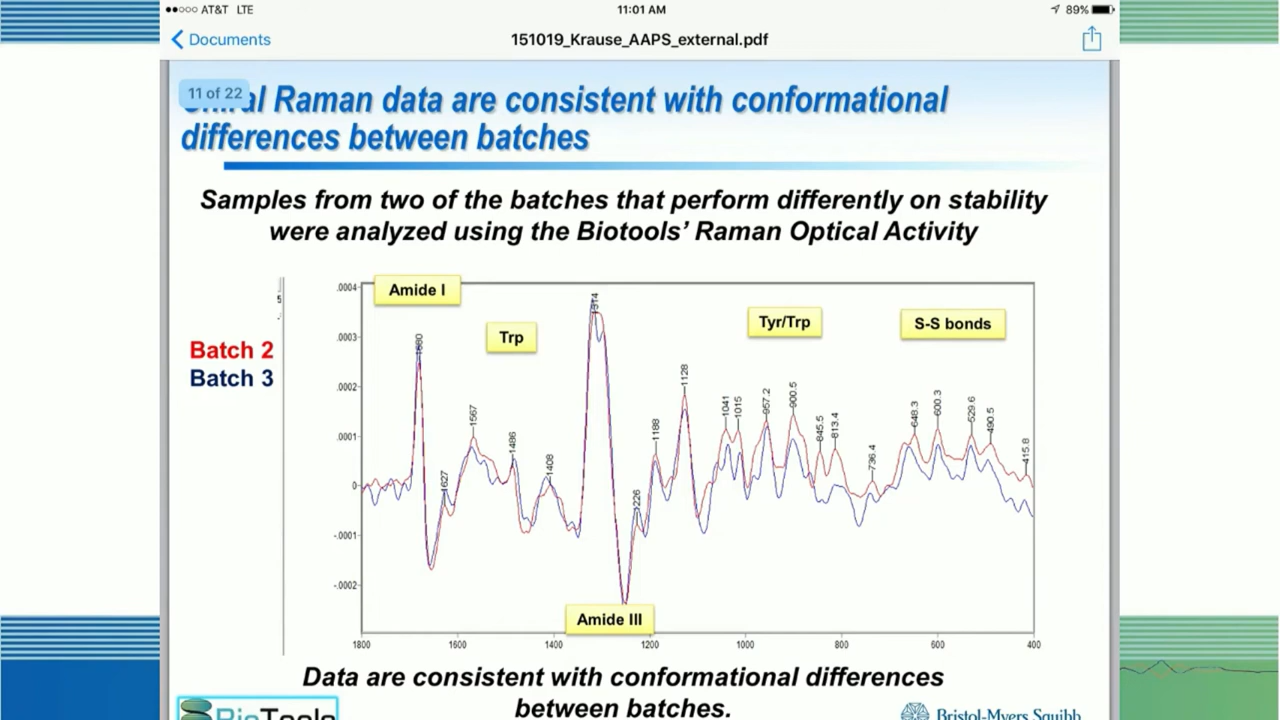 AT&T LTE
11:01 AM
89%
Documents
151019_Krause_AAPS_external.pdf
11 of 22
Raman data are consistent with conformational
differences between batches
Samples from two of the batches that perform differently on stability
were analyzed using the Biotools’ Raman Optical Activity
Amide I
Trp
Tyr/Trp
S-S bonds
Batch 2
Batch 3
5
.0004
.0003
.0002
.0001
0
-.0001
-.0002
1680
1627
1567
1486
1408
1314
1226
1188
1128
1041
1015
957.2
900.5
845.5
813.4
736.4
648.3
600.3
529.6
490.5
415.8
Amide III
1800
1600
1400
1200
1000
800
600
400
Data are consistent with conformational differences
between batches.
BioTools
Bristol-Myers Squibb